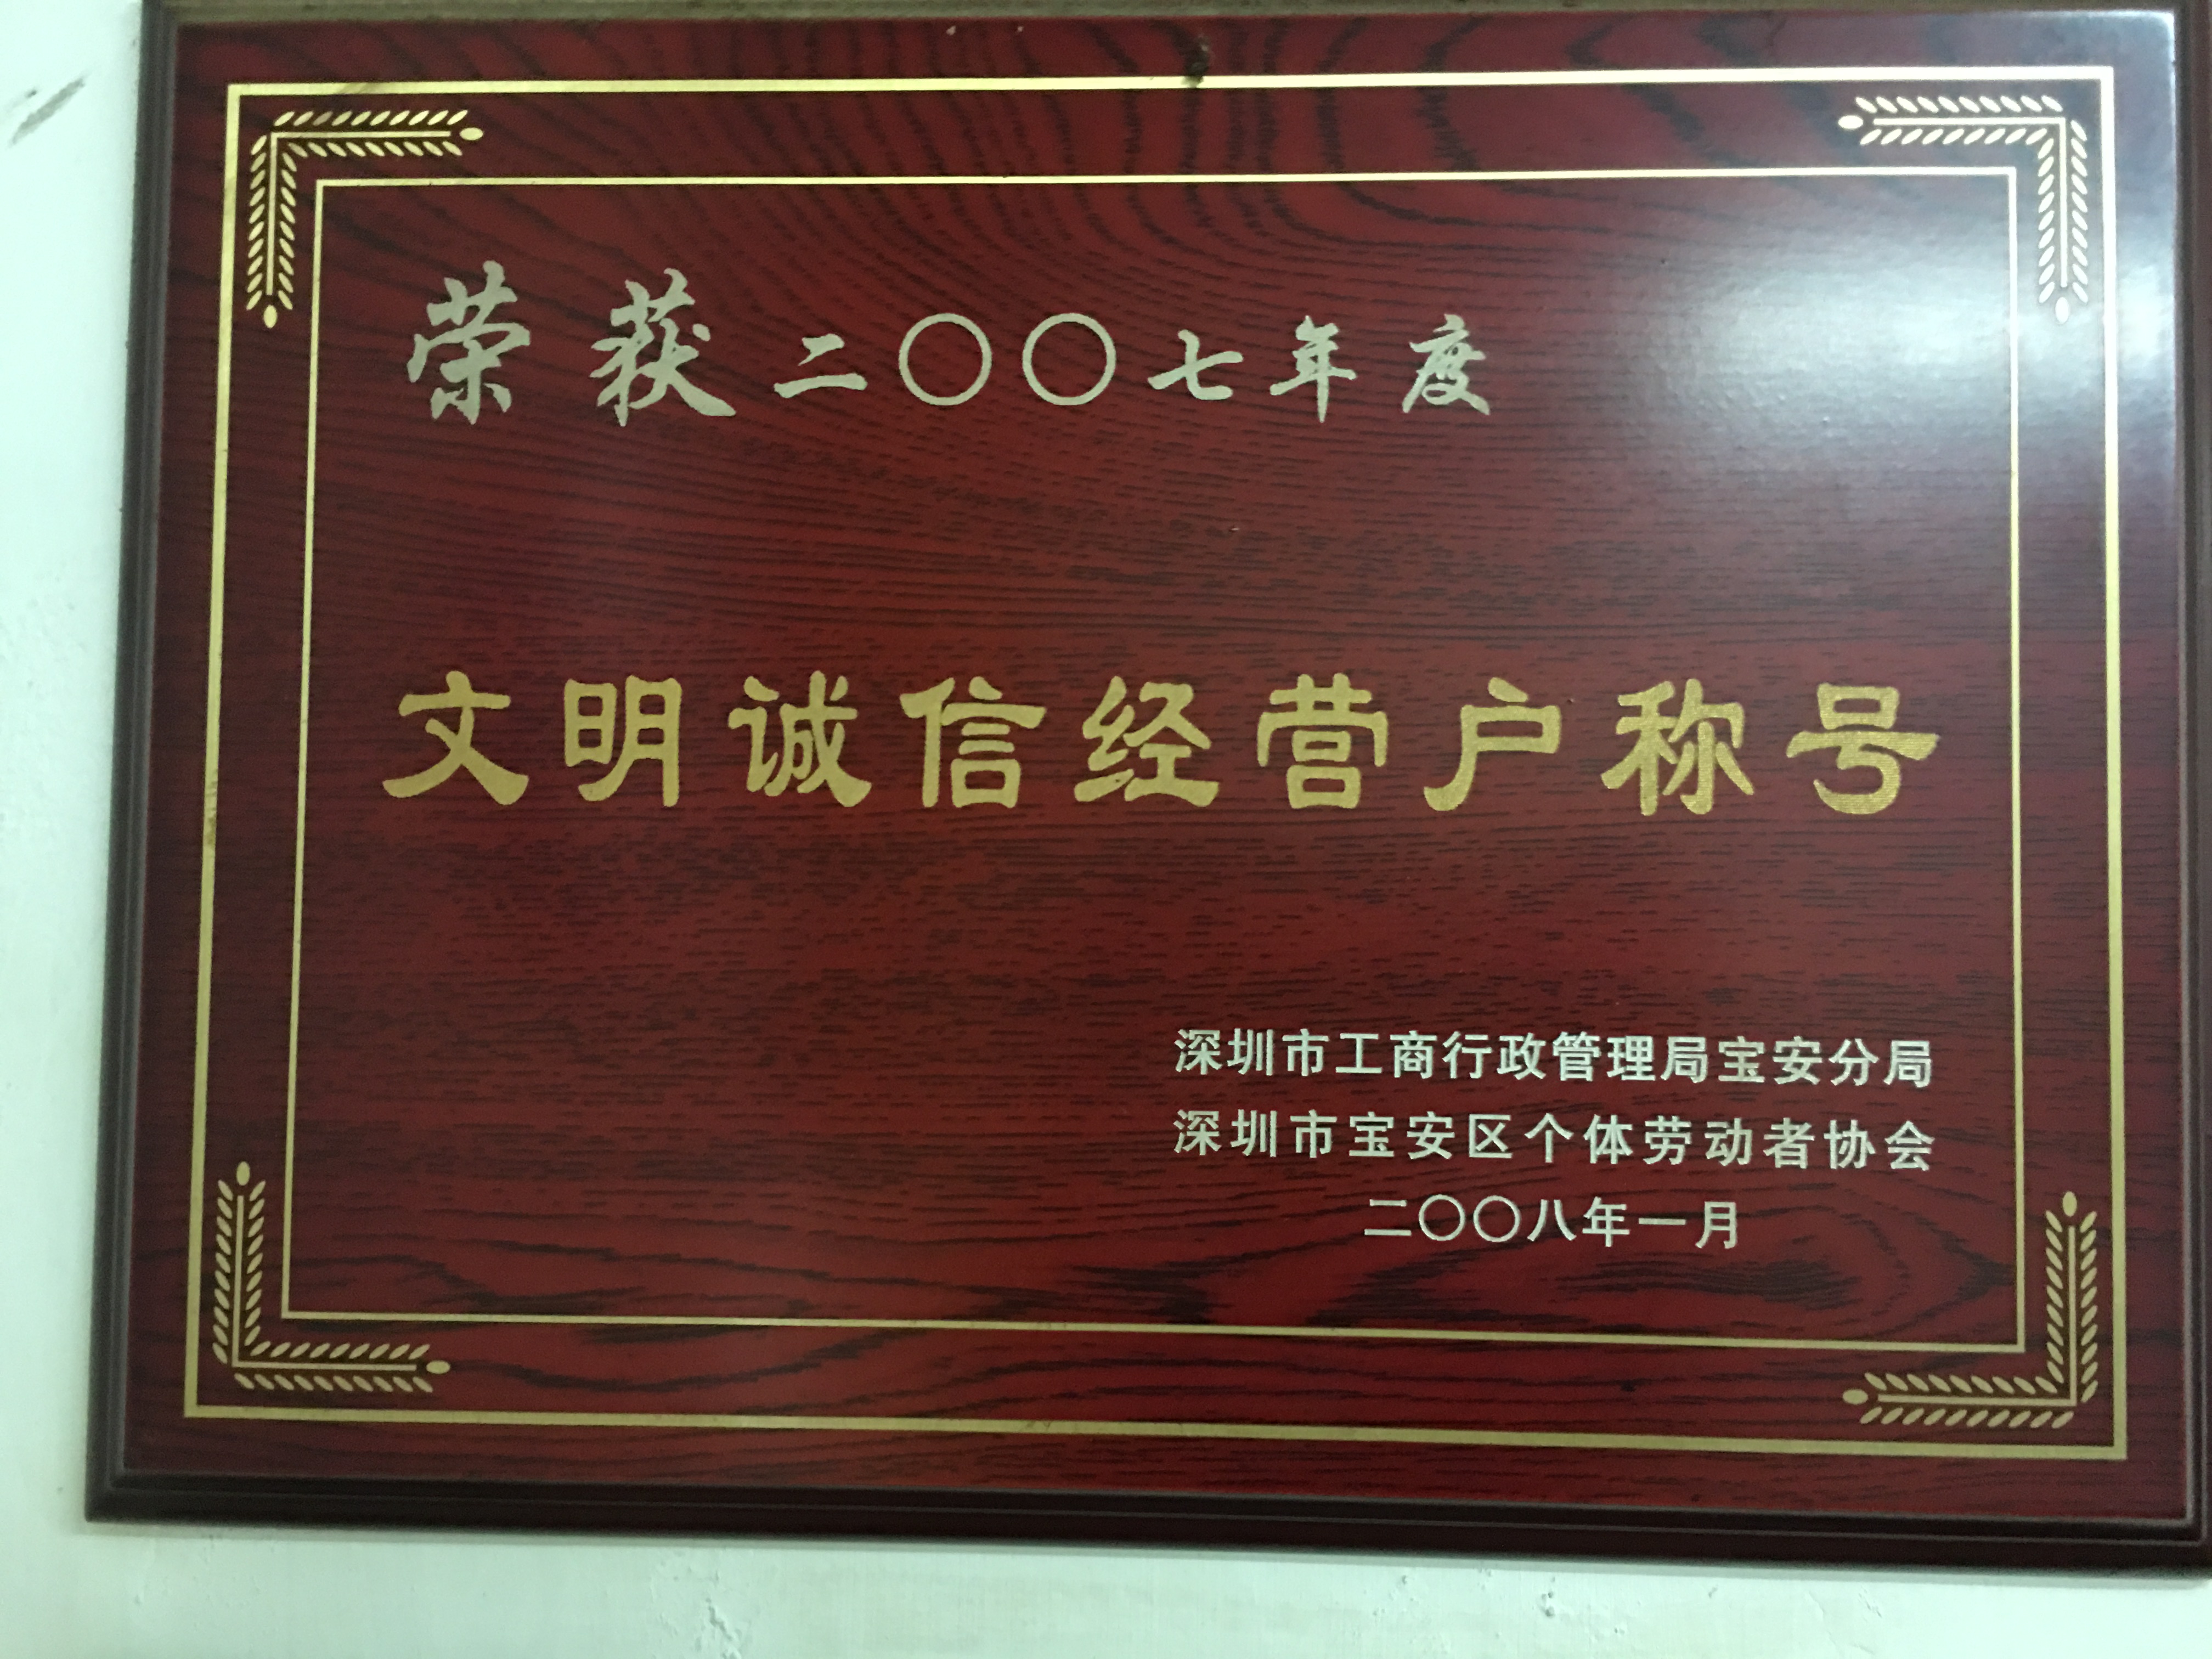 荣获二〇〇七年度
文明诚信经营户称号
深圳市工商行政管理局宝安分局
深圳市宝安区个体劳动者协会
二〇〇八年一月